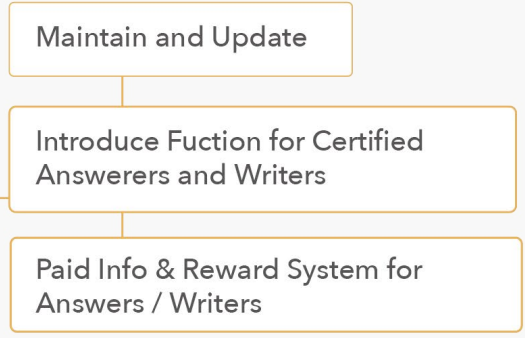 Maintain and Update
Introduce Fuction for Certified
Answerers and Writers
Paid Info & Reward System for
Answers / Writers